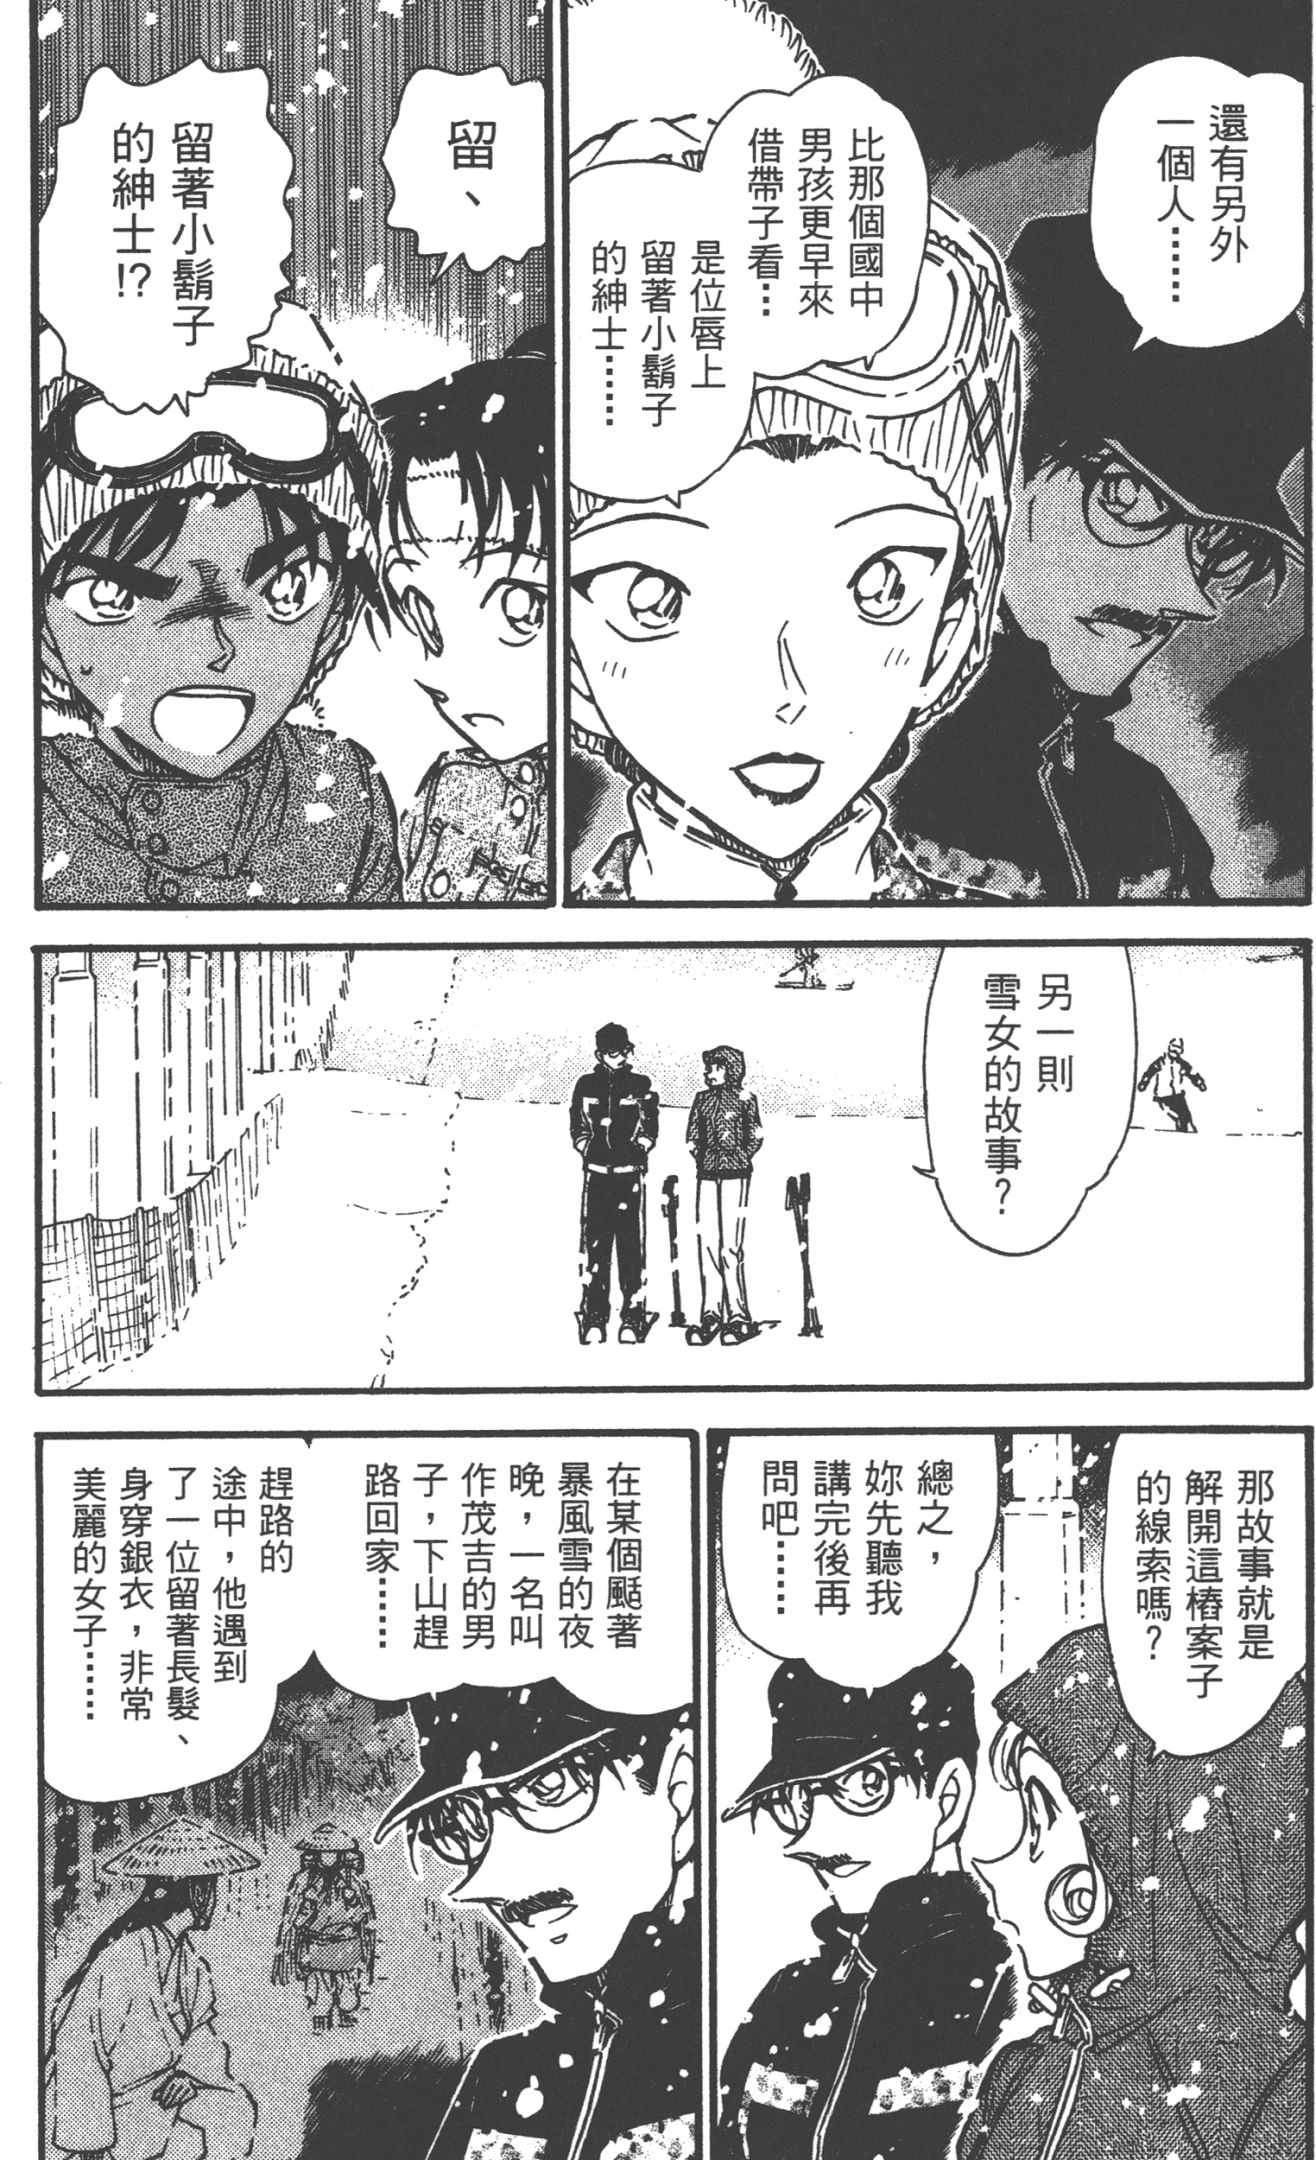 還有另外
一個人……
比那個國中
男孩更早來
借帶子看…
是位唇上
留著小鬍子
的紳士……
留、
留著小鬍子
的紳士!?
另一則
雪女的故事?
那故事就是
解開這樁案子
的線索嗎?
總之,
妳先聽我
講完後再
問吧……
在某個颳著
暴風雪的夜
晚,一名叫
作茂吉的男
子,下山趕
路回家……
趕路的
途中,他遇到
了一位留著長髮、
身穿銀衣,非常
美麗的女子……